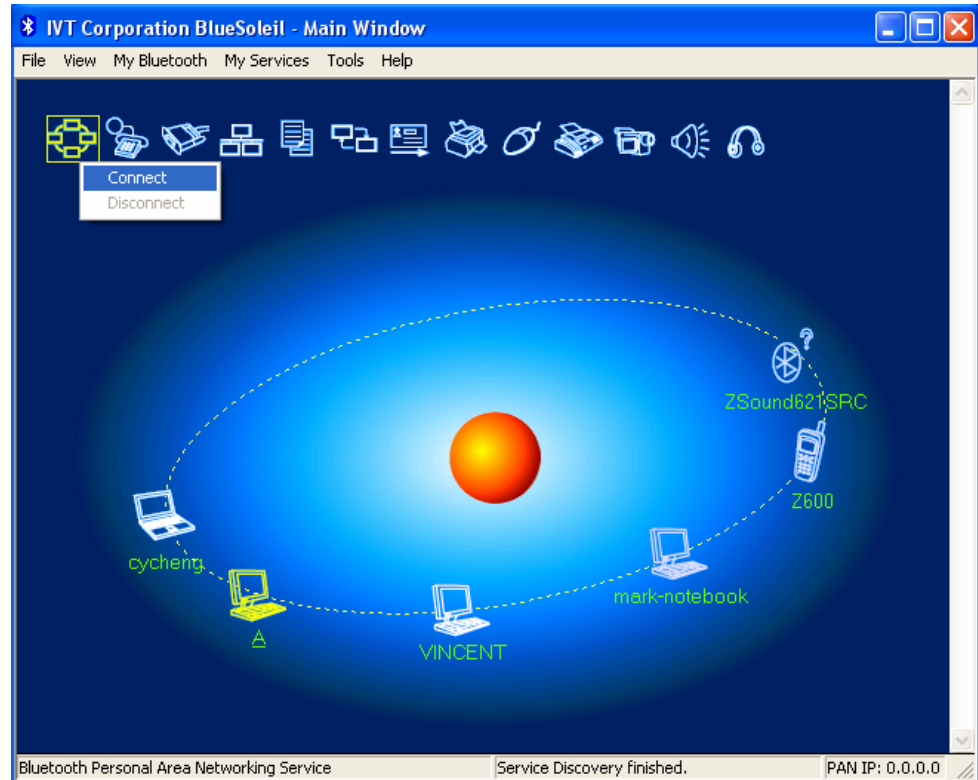 IVT Corporation BlueSoleil - Main Window
File View My Bluetooth My Services Tools Help
Connect
Disconnect
ZSound621SRC
Z600
cycheng
mark-notebook
A
VINCENT
Bluetooth Personal Area Networking Service Service Discovery finished. PAN IP: 0.0.0.0